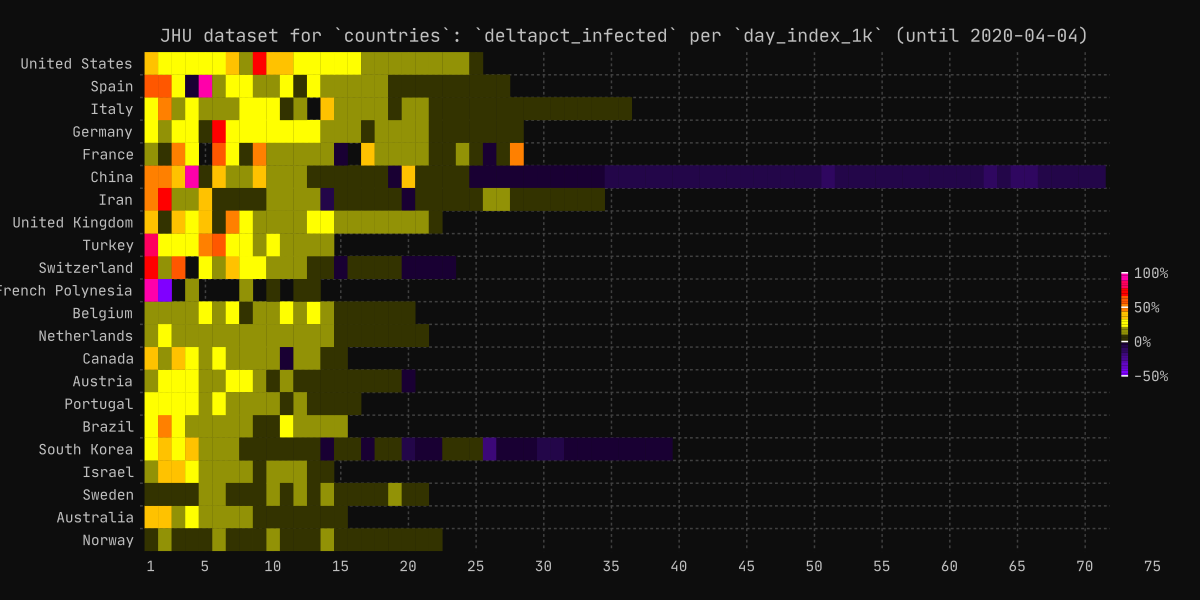 JHU dataset for `countries`: `deltapct_infected` per `day_index_1k` (until 2020-04-04)
United States
Spain
Italy
Germany
France
China
Iran
United Kingdom
Turkey
Switzerland
French Polynesia
Belgium
Netherlands
Canada
Austria
Portugal
Brazil
South Korea
Israel
Sweden
Australia
Norway
1 5 10 15 20 25 30 35 40 45 50 55 60 65 70 75
100%
50%
0%
-50%